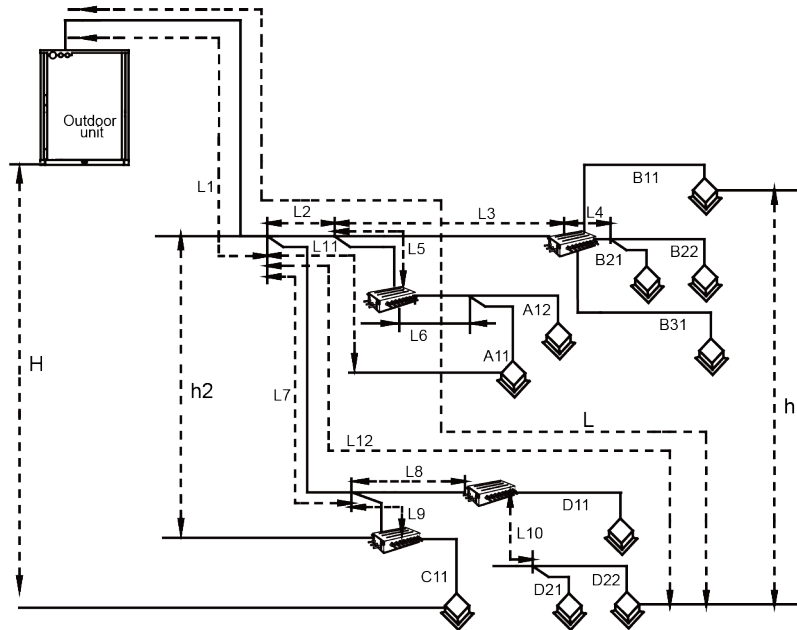 Outdoor
unit
L1
B11
L2
L3
L4
L11
L5
B21
B22
A12
B31
L6
A11
H
h2
L7
L
h
L12
L8
D11
L9
L10
C11
D21
D22